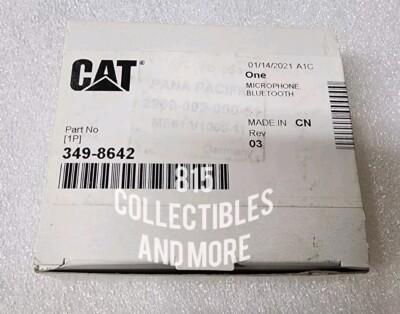 CAT
01/14/2021 A1C
One
MICROPHONE.
BLUETOOTH
PANA PACIFIC
Part No
[1P]
MADE IN CN
Rev
03
349-8642
815
COLLECTIBLES
AND MORE